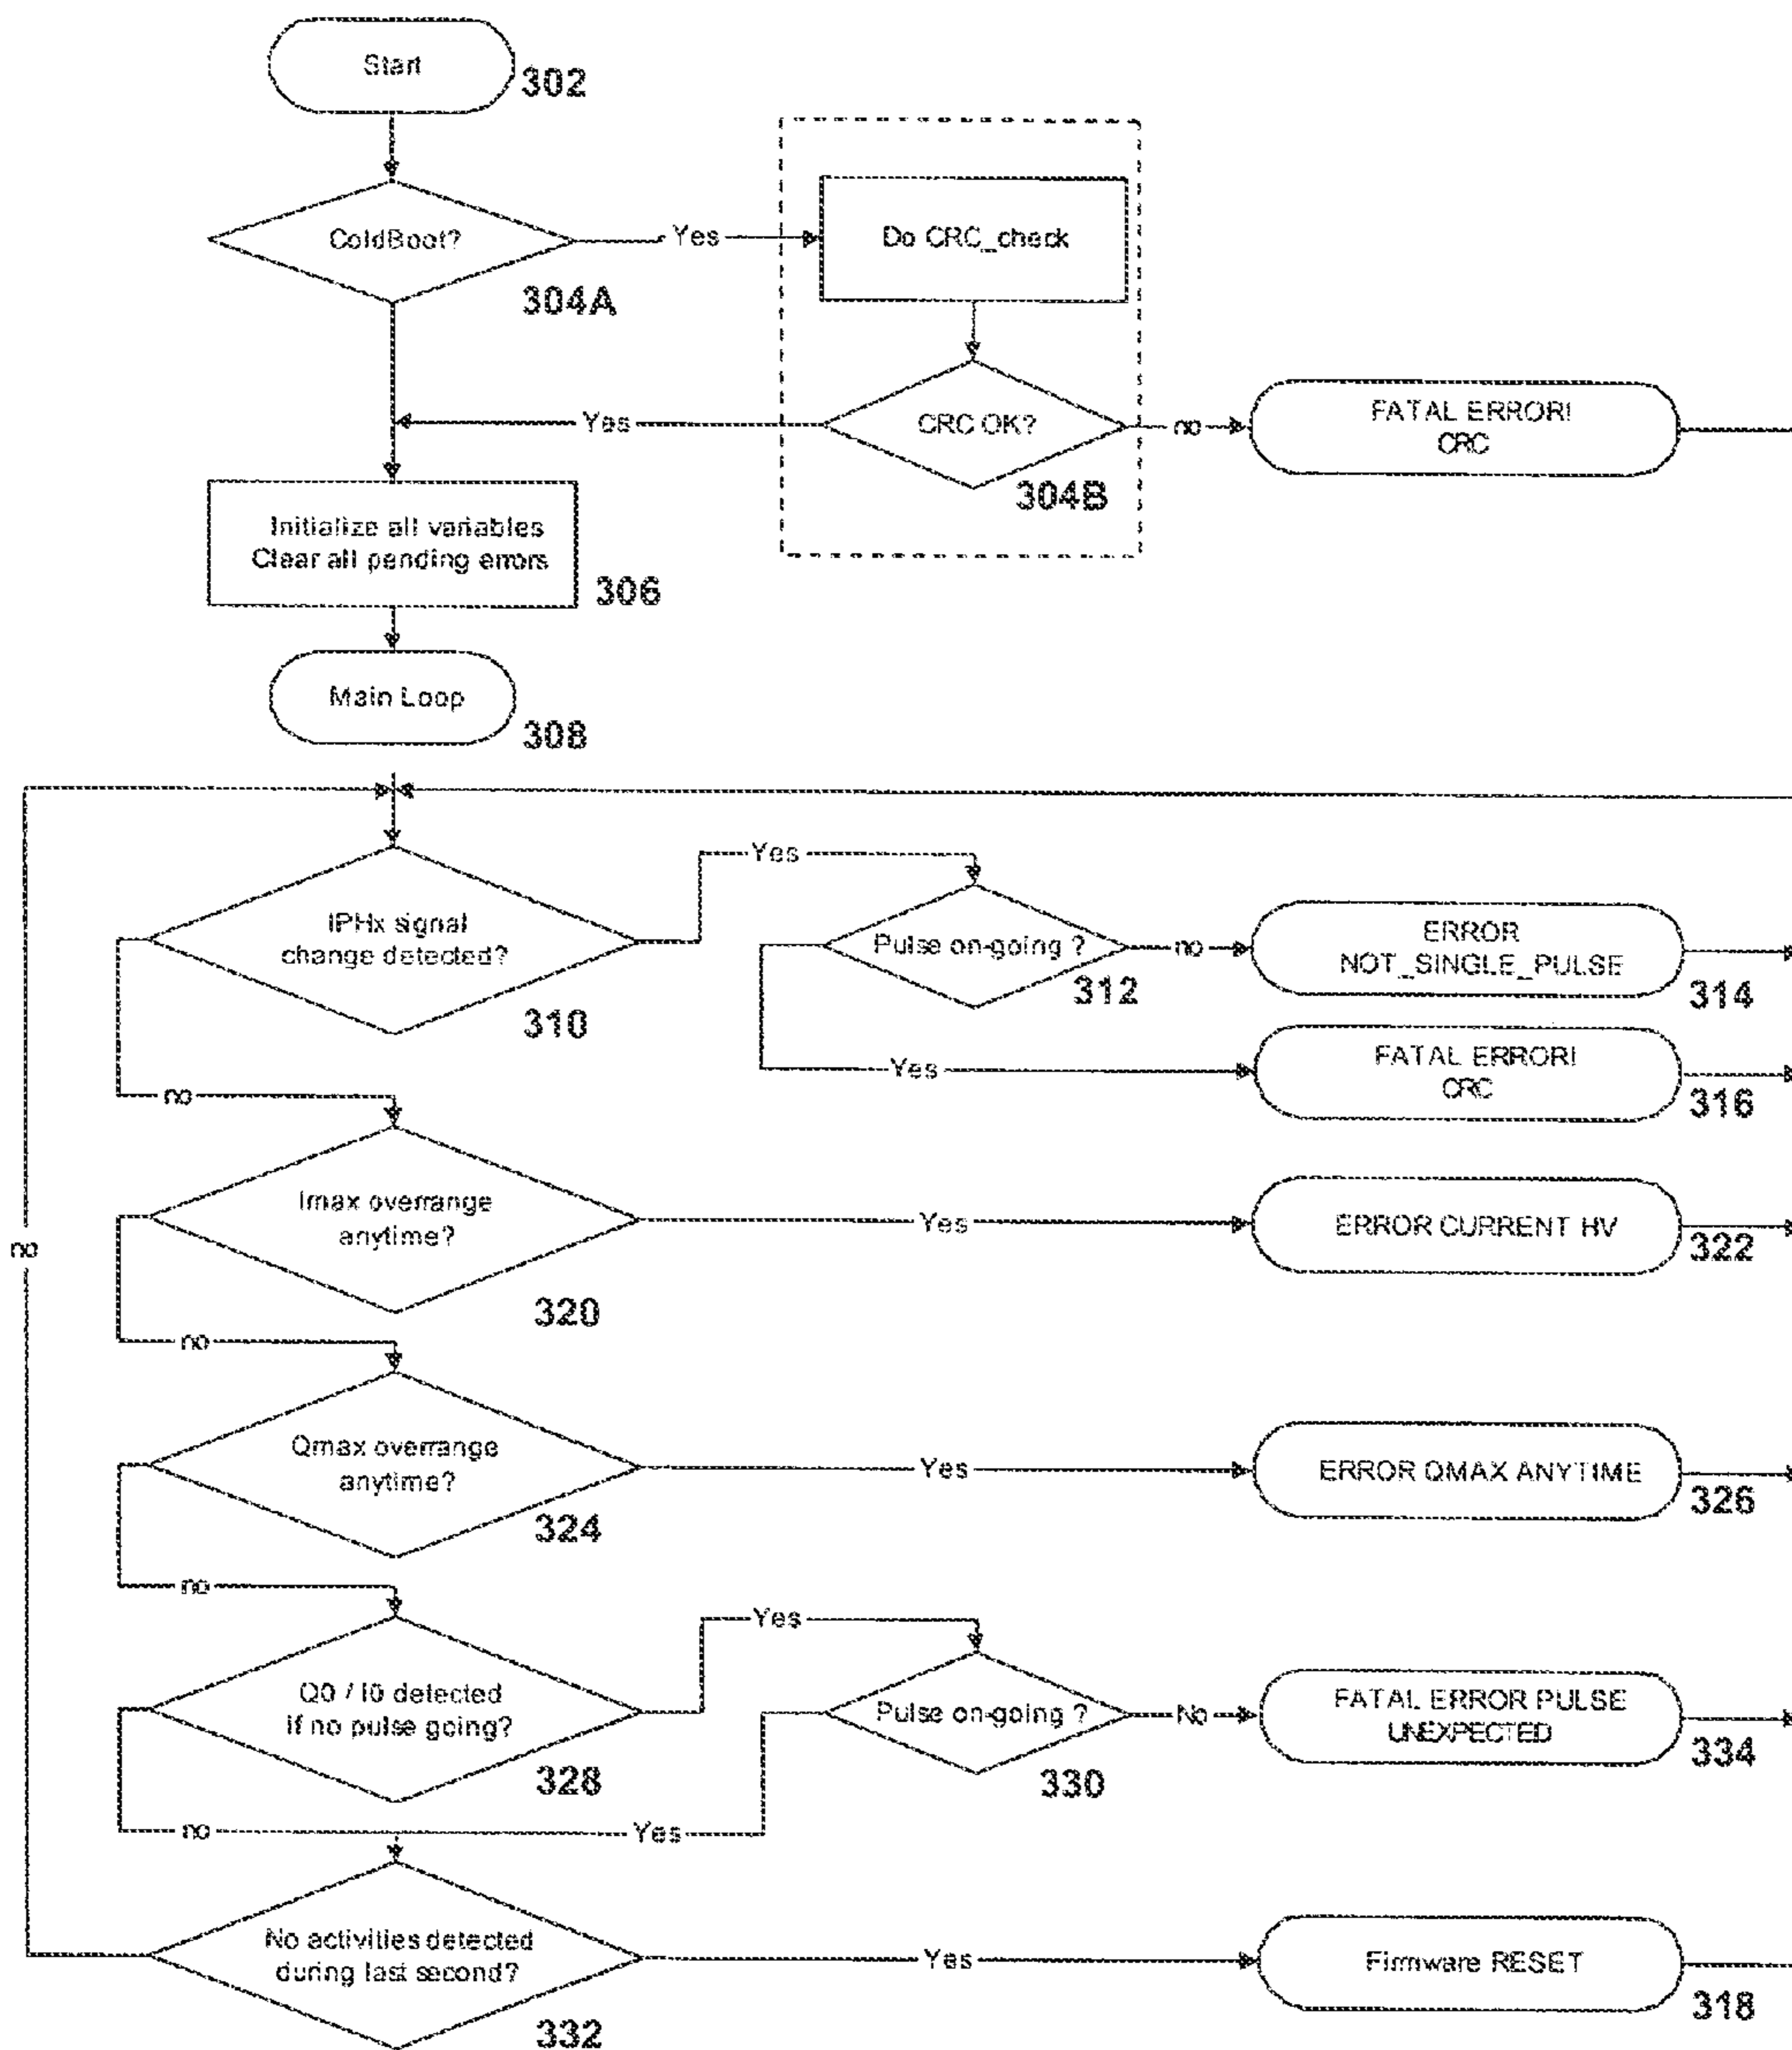 Start
302
ColdBoot?
304A
Yes
Do CRC_check
CRC OK?
304B
Yes
no
FATAL ERROR!
CRC
Initialize all variables
Clear all pending errors
306
Main Loop
308
IPHx signal
change detected?
310
Yes
Pulse on-going ?
312
no
ERROR
NOT_SINGLE_PULSE
314
Yes
FATAL ERROR!
CRC
316
no
Imax overrange
anytime?
320
Yes
ERROR CURRENT HV
322
no
no
Qmax overrange
anytime?
324
Yes
ERROR QMAX ANYTIME
326
no
Q0 / I0 detected
if no pulse going?
328
Yes
Pulse on-going ?
330
No
FATAL ERROR PULSE
UNEXPECTED
334
no
Yes
No activities detected
during last second?
332
Yes
Firmware RESET
318